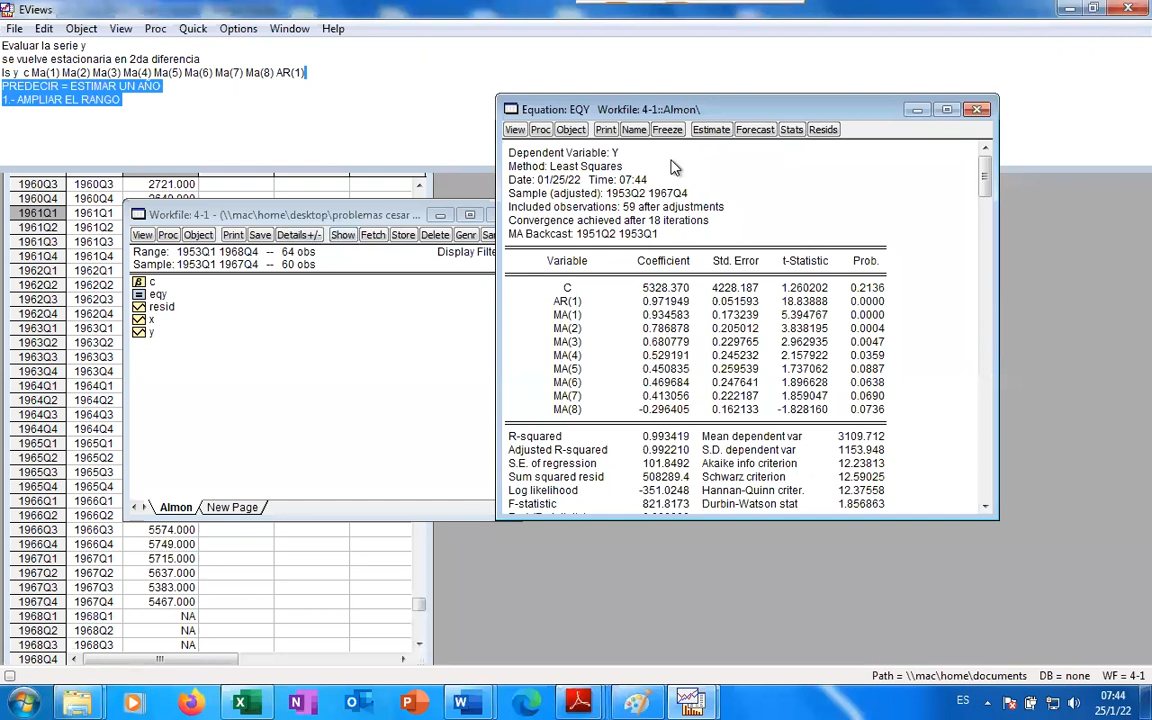 EViews
File Edit Object View Proc Quick Options Window Help
Evaluar la serie y
se vuelve estacionaria en 2da diferencia
ls y c Ma(1) Ma(2) Ma(3) Ma(4) Ma(5) Ma(6) Ma(7) Ma(8) AR(1)
PREDECIR = ESTIMAR UN AÑO
1.- AMPLIAR EL RANGO
1960Q3 1960Q3 2721.000
1960Q4 1960Q4 2640.000
1961Q1 1961Q1
1961Q2 1961Q2
1961Q3 1961Q3
1961Q4 1961Q4
1962Q1 1962Q1
1962Q2 1962Q2
1962Q3 1962Q3
1962Q4 1962Q4
1963Q1 1963Q1
1963Q2 1963Q2
1963Q3 1963Q3
1963Q4 1963Q4
1964Q1 1964Q1
1964Q2 1964Q2
1964Q3 1964Q3
1964Q4 1964Q4
1965Q1 1965Q1
1965Q2 1965Q2
1965Q3 1965Q3
1965Q4 1965Q4
1966Q1 1966Q1
1966Q2 1966Q2
1966Q3 1966Q3 5574.000
1966Q4 1966Q4 5749.000
1967Q1 1967Q1 5715.000
1967Q2 1967Q2 5637.000
1967Q3 1967Q3 5383.000
1967Q4 1967Q4 5467.000
1968Q1 1968Q1 NA
1968Q2 1968Q2 NA
1968Q3 1968Q3 NA
1968Q4
Workfile: 4-1 - (\\mac\home\desktop\problemas cesar ...
View Proc Object Print Save Details+/- Show Fetch Store Delete Genr
Range: 1953Q1 1968Q4 -- 64 obs Display Filte
Sample: 1953Q1 1967Q4 -- 60 obs
β c
= eqy
resid
x
y
Almon New Page
Equation: EQY Workfile: 4-1::Almon\
View Proc Object Print Name Freeze Estimate Forecast Stats Resids
Dependent Variable: Y
Method: Least Squares
Date: 01/25/22 Time: 07:44
Sample (adjusted): 1953Q2 1967Q4
Included observations: 59 after adjustments
Convergence achieved after 18 iterations
MA Backcast: 1951Q2 1953Q1
Variable Coefficient Std. Error t-Statistic Prob.
C 5328.370 4228.187 1.260202 0.2136
AR(1) 0.971949 0.051593 18.83888 0.0000
MA(1) 0.934583 0.173239 5.394767 0.0000
MA(2) 0.786878 0.205012 3.838195 0.0004
MA(3) 0.680779 0.229765 2.962935 0.0047
MA(4) 0.529191 0.245232 2.157922 0.0359
MA(5) 0.450835 0.259539 1.737062 0.0887
MA(6) 0.469684 0.247641 1.896628 0.0638
MA(7) 0.413056 0.222187 1.859047 0.0690
MA(8) -0.296405 0.162133 -1.828160 0.0736
R-squared 0.993419 Mean dependent var 3109.712
Adjusted R-squared 0.992210 S.D. dependent var 1153.948
S.E. of regression 101.8492 Akaike info criterion 12.23813
Sum squared resid 508289.4 Schwarz criterion 12.59025
Log likelihood -351.0248 Hannan-Quinn criter. 12.37558
F-statistic 821.8173 Durbin-Watson stat 1.856863
Path = \\mac\home\documents DB = none WF = 4-1
ES
07:44
25/1/22